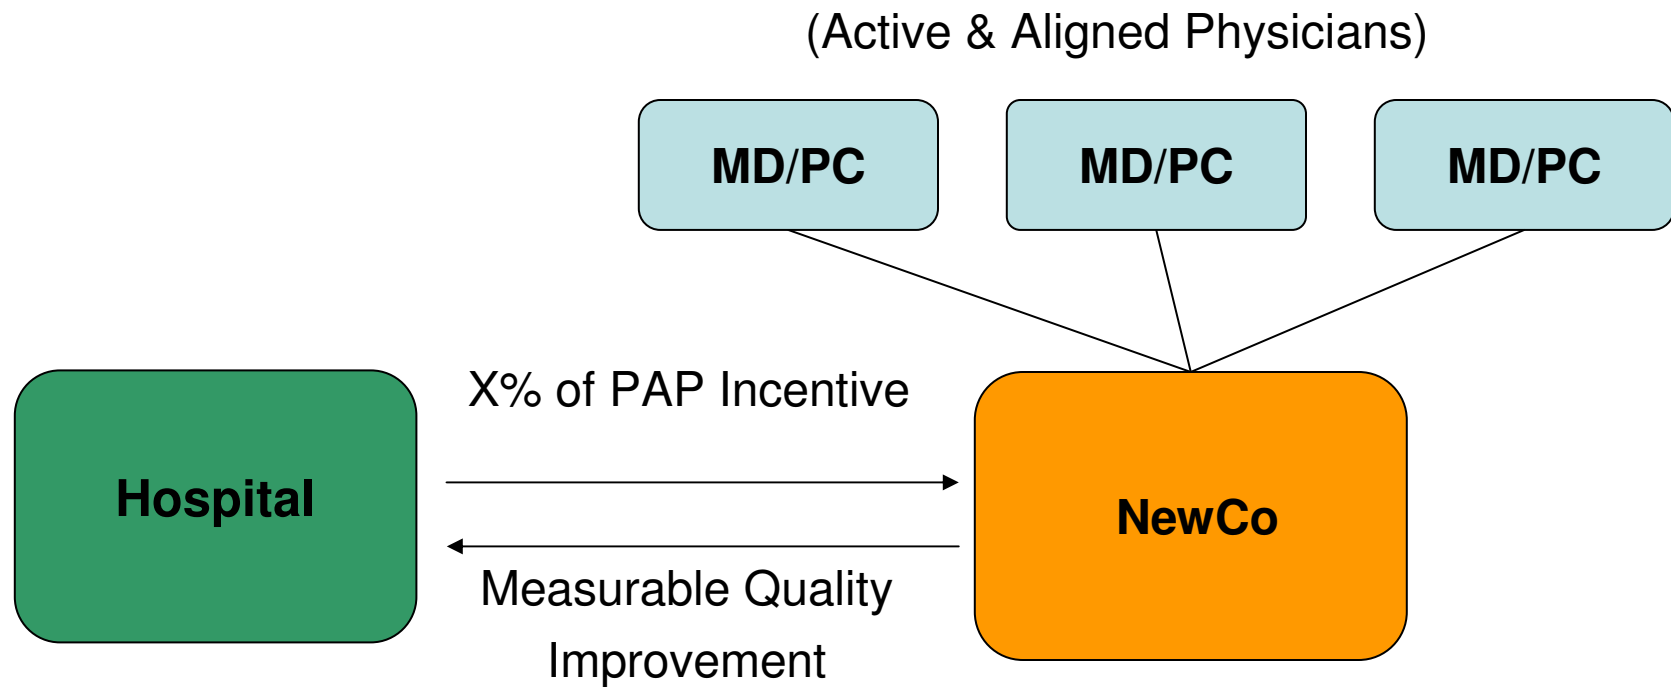 (Active & Aligned Physicians)
MD/PC
MD/PC
MD/PC
X% of PAP Incentive
Hospital
NewCo
Measurable Quality
Improvement